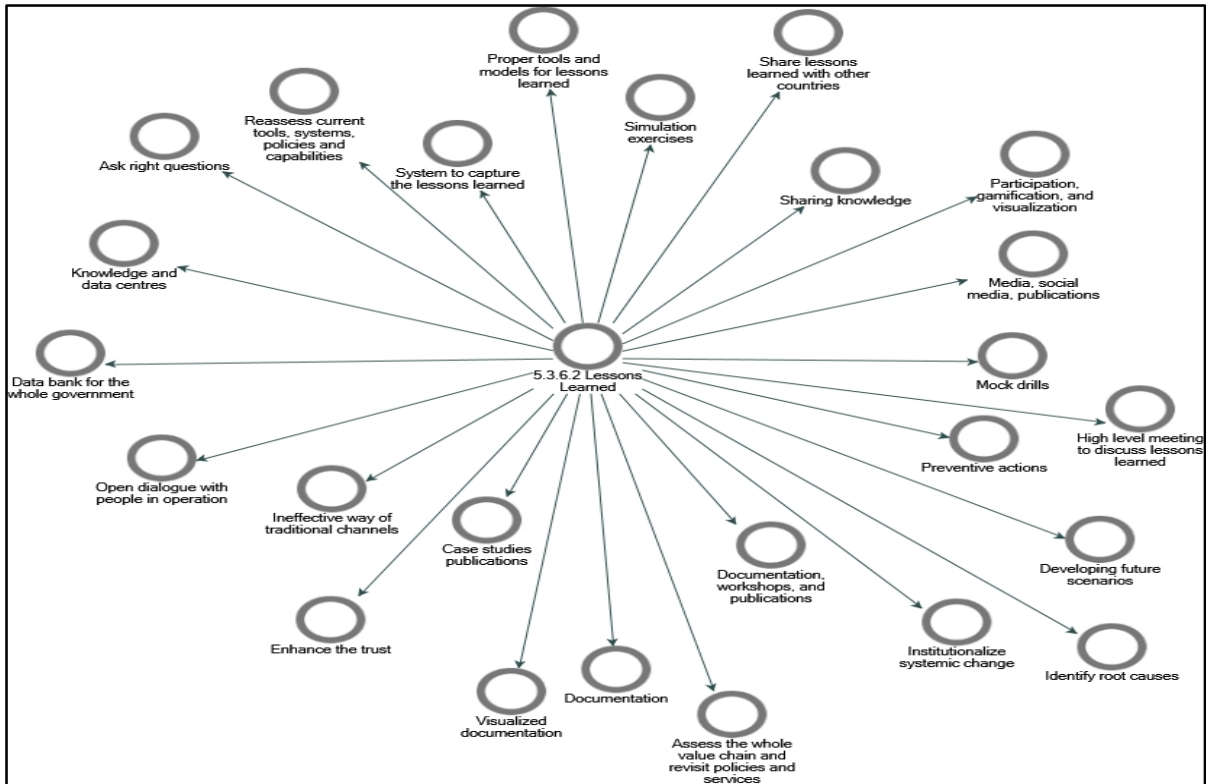 Proper tools and
models for lessons
learned
Share lessons
learned with other
countries
Reassess current
tools, systems,
policies and
capabilities
Simulation
exercises
Ask right questions
System to capture
the lessons learned
Sharing knowledge
Participation,
gamification, and
visualization
Knowledge and
data centres
Media, social
media, publications
Data bank for the
whole government
5.3.6.2 Lessons
Learned
Mock drills
High level meeting
to discuss lessons
learned
Preventive actions
Open dialogue with
people in operation
Ineffective way of
traditional channels
Case studies
publications
Documentation,
workshops, and
publications
Developing future
scenarios
Enhance the trust
Institutionalize
systemic change
Identify root causes
Visualized
documentation
Documentation
Assess the whole
value chain and
revisit policies and
services